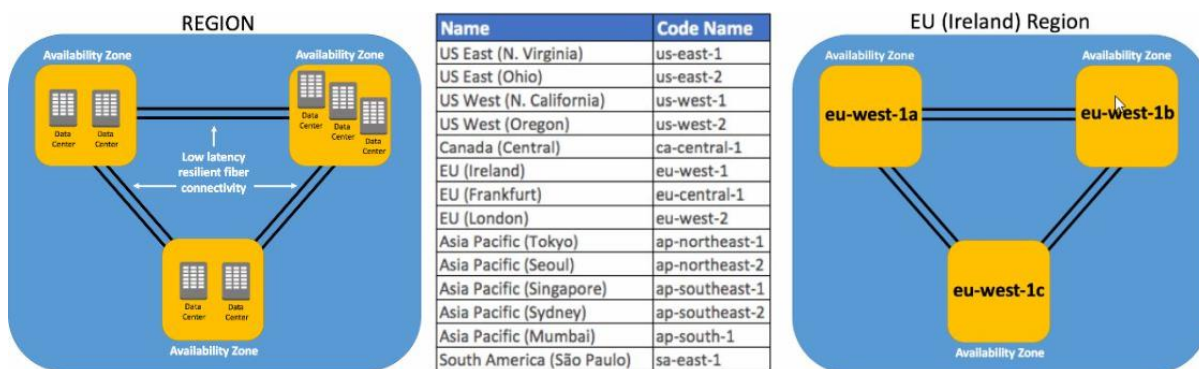 REGION
Availability Zone
Availability Zone
Data
Center
Data
Center
Data
Center
Data
Center
Data
Center
Low latency
resilient fiber
connectivity
Data
Center
Data
Center
Availability Zone
Name Code Name
US East (N. Virginia) us-east-1
US East (Ohio) us-east-2
US West (N. California) us-west-1
US West (Oregon) us-west-2
Canada (Central) ca-central-1
EU (Ireland) eu-west-1
EU (Frankfurt) eu-central-1
EU (London) eu-west-2
Asia Pacific (Tokyo) ap-northeast-1
Asia Pacific (Seoul) ap-northeast-2
Asia Pacific (Singapore) ap-southeast-1
Asia Pacific (Sydney) ap-southeast-2
Asia Pacific (Mumbai) ap-south-1
South America (São Paulo) sa-east-1
EU (Ireland) Region
Availability Zone
Availability Zone
eu-west-1a
eu-west-1b
eu-west-1c
Availability Zone